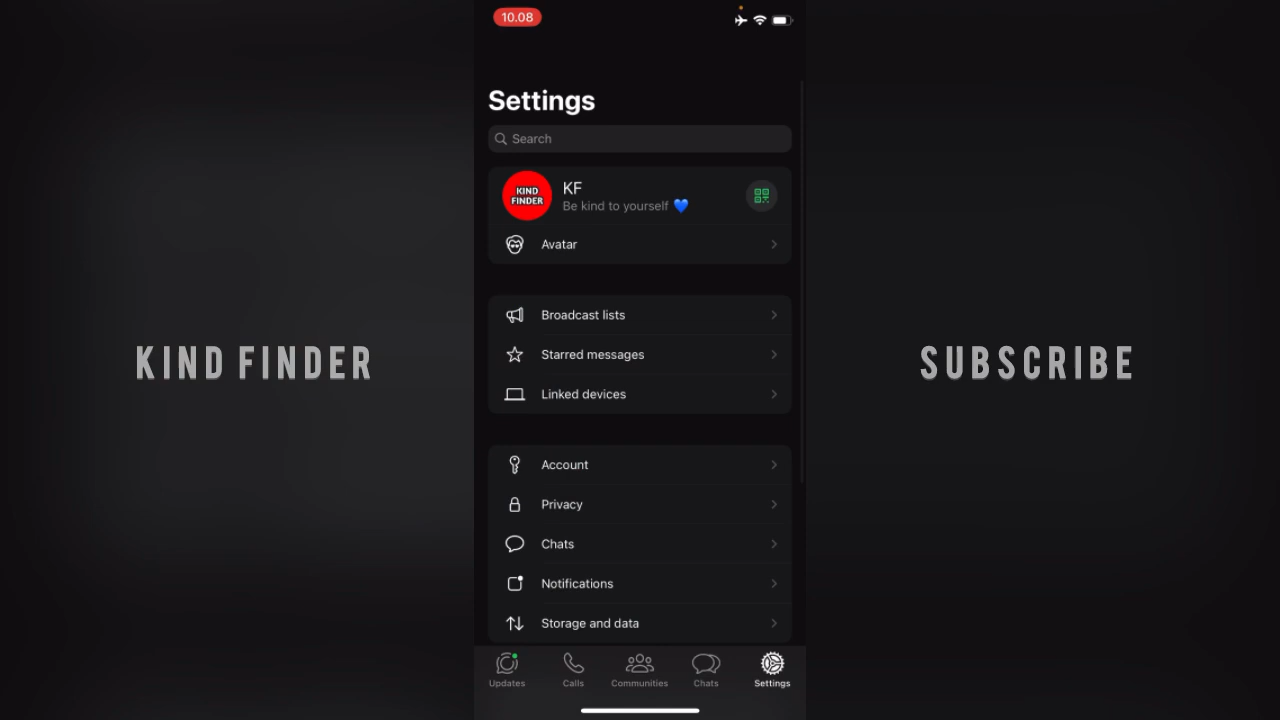 10.08
Settings
Search
KIND
FINDER
KF
Be kind to yourself 💙
Avatar
Broadcast lists
Starred messages
Linked devices
Account
Privacy
Chats
Notifications
Storage and data
Updates
Calls
Communities
Chats
Settings
KIND FINDER
SUBSCRIBE